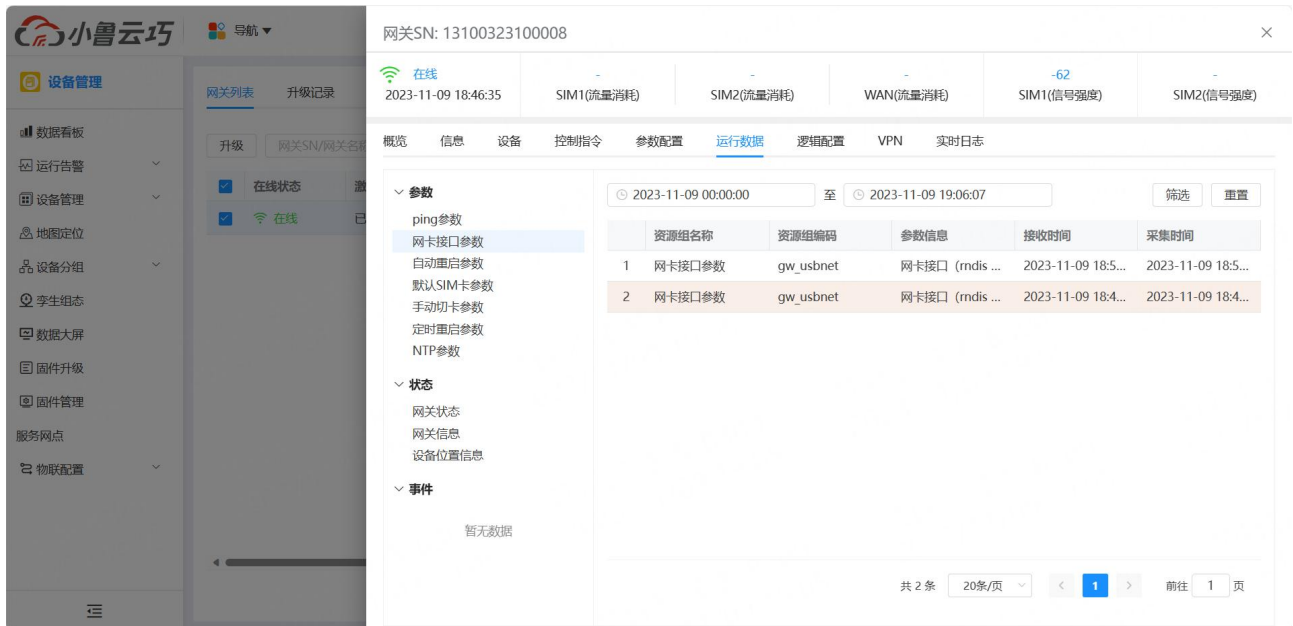 小鲁云巧
导航
设备管理
数据看板
运行告警
设备管理
地图定位
设备分组
孪生组态
数据大屏
固件升级
固件管理
服务网点
物联配置
网关列表 升级记录
升级 网关SN/网关名称
在线状态 激
在线 已
网关SN: 13100323100008
在线 - - - -62 -
2023-11-09 18:46:35 SIM1(流量消耗) SIM2(流量消耗) WAN(流量消耗) SIM1(信号强度) SIM2(信号强度)
概览 信息 设备 控制指令 参数配置 运行数据 逻辑配置 VPN 实时日志
参数
ping参数
网卡接口参数
自动重启参数
默认SIM卡参数
手动切卡参数
定时重启参数
NTP参数
状态
网关状态
网关信息
设备位置信息
事件
暂无数据
2023-11-09 00:00:00 至 2023-11-09 19:06:07 筛选 重置
资源组名称 资源组编码 参数信息 接收时间 采集时间
1 网卡接口参数 gw_usbnet 网卡接口（rndis ... 2023-11-09 18:5... 2023-11-09 18:5...
2 网卡接口参数 gw_usbnet 网卡接口（rndis ... 2023-11-09 18:4... 2023-11-09 18:4...
共 2 条 20条/页 < 1 > 前往 1 页